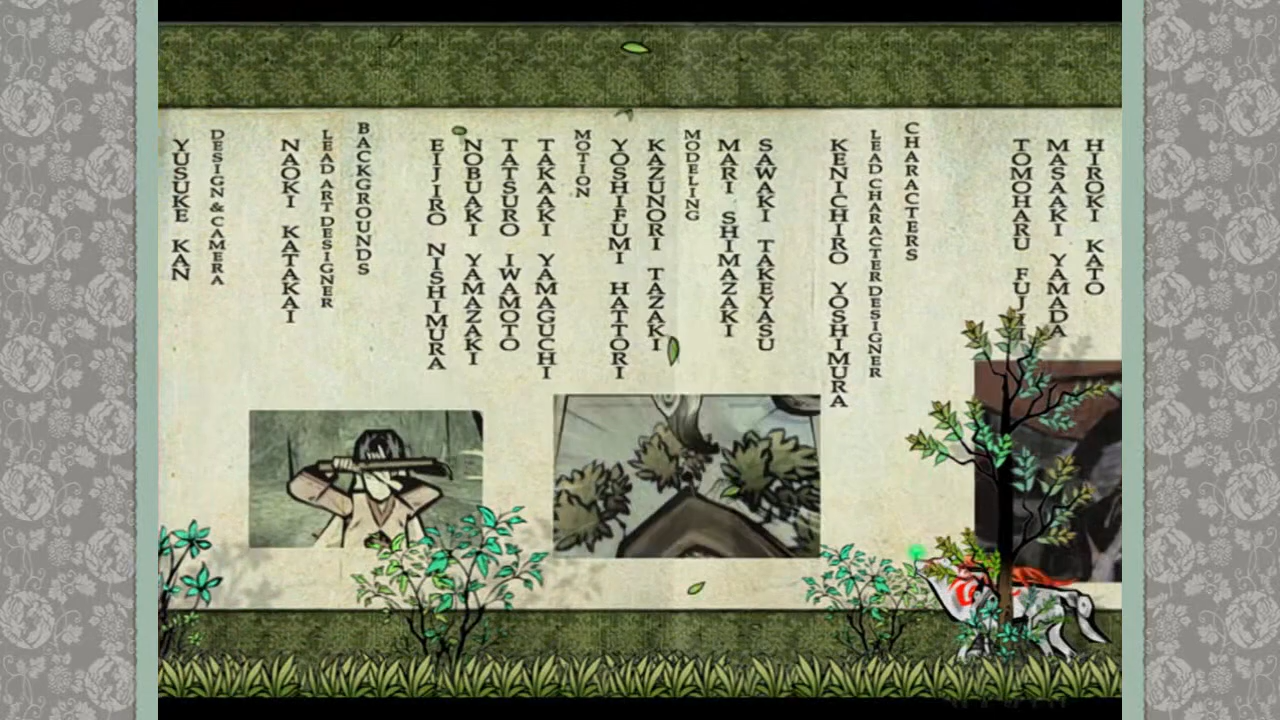 HIROKI KATO
MASAAKI YAMADA
TOMOHARU FUJII
CHARACTERS
LEAD CHARACTER DESIGNER
KENICHIRO YOSHIMURA
SAWAKI TAKEYASU
MARI SHIMAZAKI
MODELING
KAZUNORI TAZAKI
YOSHIFUMI HATTORI
MOTION
TAKAAKI YAMAGUCHI
TATSURO IWAMOTO
NOBUAKI YAMAZAKI
EIJIRO NISHIMURA
BACKGROUNDS
LEAD ART DESIGNER
NAOKI KATAKAI
DESIGN & CAMERA
YUSUKE KAN